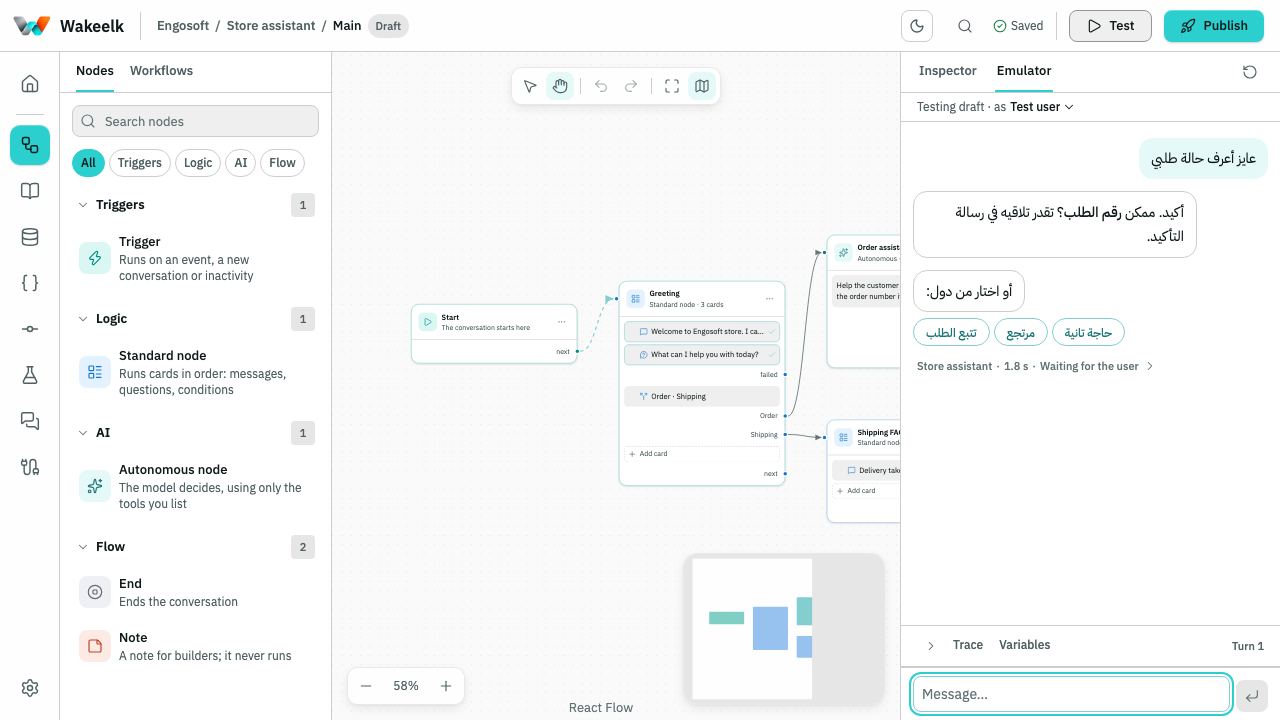 Wakeelk
Engosoft / Store assistant / Main Draft
Saved
Test
Publish
Nodes Workflows
Search nodes
All Triggers Logic AI Flow
Triggers 1
Trigger
Runs on an event, a new
conversation or inactivity
Logic 1
Standard node
Runs cards in order: messages,
questions, conditions
AI 1
Autonomous node
The model decides, using only the
tools you list
Flow 2
End
Ends the conversation
Note
A note for builders; it never runs
Start
The conversation starts here
next
Greeting
Standard node · 3 cards
Welcome to Engosoft store. I ca...
What can I help you with today?
failed
Order · Shipping
Order
Shipping
+ Add card
next
Order assist
Autonomous ·
Help the customer
the order number i
Shipping FA
Standard nod
Delivery take
+ Add card
58%
React Flow
Inspector Emulator
Testing draft · as Test user
عايز أعرف حالة طلبي
أكيد. ممكن رقم الطلب؟ تقدر تلاقيه في رسالة
التأكيد.
أو اختار من دول:
تتبع الطلب مرتجع حاجة تانية
Store assistant · 1.8 s · Waiting for the user
Trace Variables Turn 1
Message...